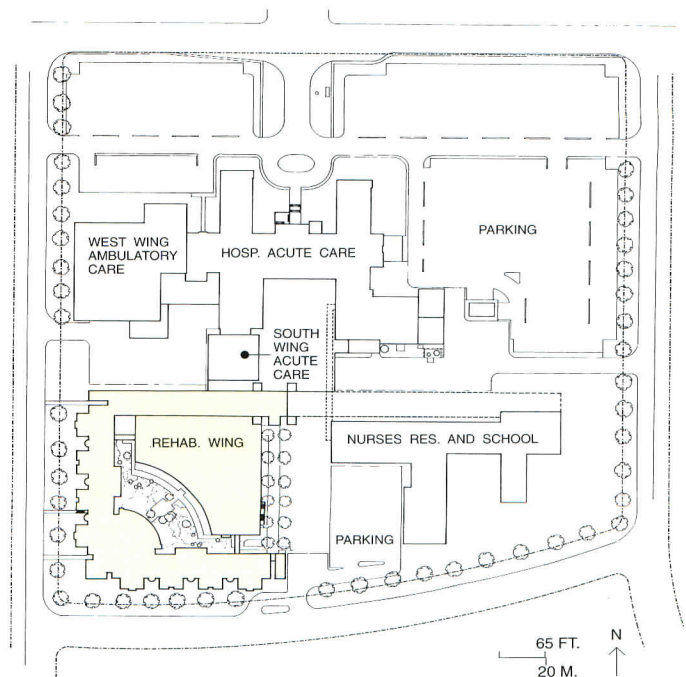 PARKING
WEST WING
AMBULATORY
CARE
HOSP. ACUTE CARE
SOUTH
WING
ACUTE
CARE
REHAB. WING
NURSES RES. AND SCHOOL
PARKING
65 FT.
20 M.
N